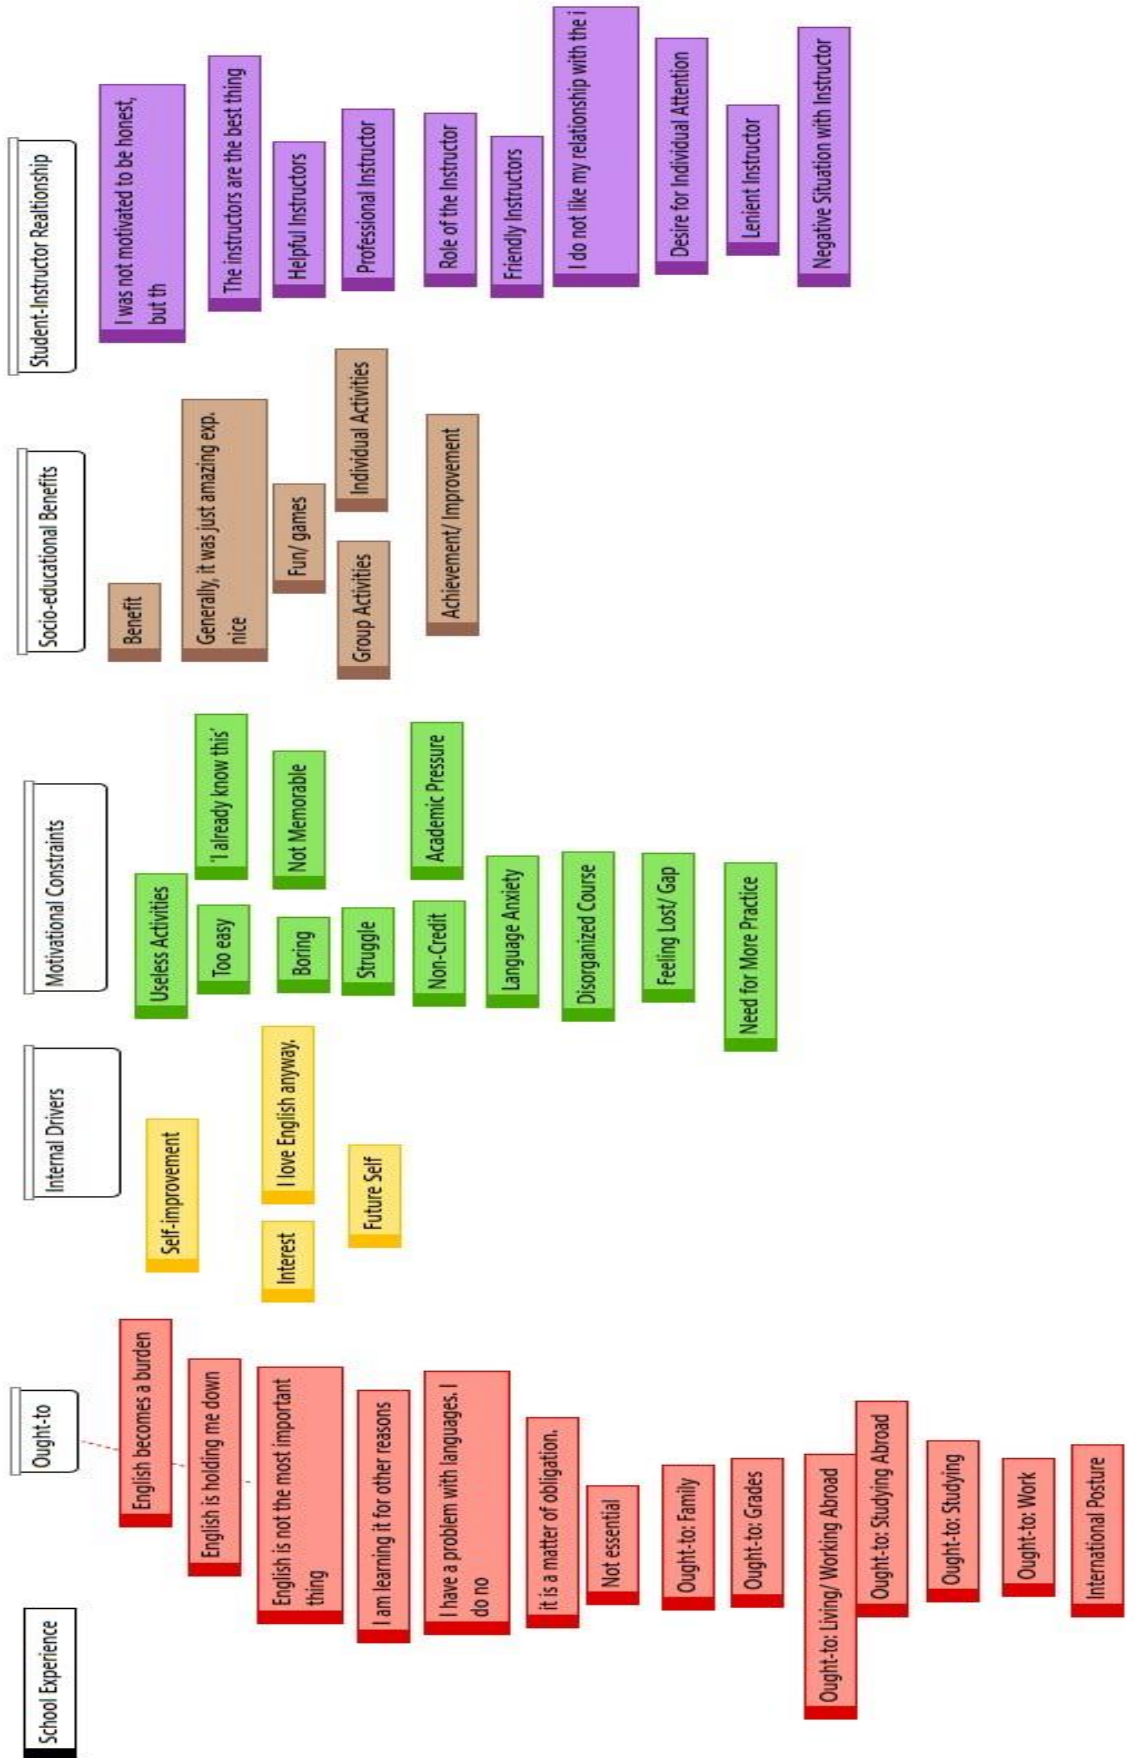 School Experience
Ought-to
English becomes a burden
English is holding me down
English is not the most important
thing
I am learning it for other reasons
I have a problem with languages. I
do no
it is a matter of obligation.
Not essential
Ought-to: Family
Ought-to: Grades
Ought-to: Living/ Working Abroad
Ought-to: Studying Abroad
Ought-to: Studying
Ought-to: Work
International Posture
Internal Drivers
Self-improvement
Interest
I love English anyway.
Future Self
Motivational Constraints
Useless Activities
Too easy
'I already know this'
Boring
Not Memorable
Struggle
Non-Credit
Academic Pressure
Language Anxiety
Disorganized Course
Feeling Lost/ Gap
Need for More Practice
Socio-educational Benefits
Benefit
Generally, it was just amazing exp.
nice
Fun/ games
Group Activities
Individual Activities
Achievement/ Improvement
Student-Instructor Realtionship
I was not motivated to be honest,
but th
The instructors are the best thing
Helpful Instructors
Professional Instructor
Role of the Instructor
Friendly Instructors
I do not like my relationship with the i
Desire for Individual Attention
Lenient Instructor
Negative Situation with Instructor